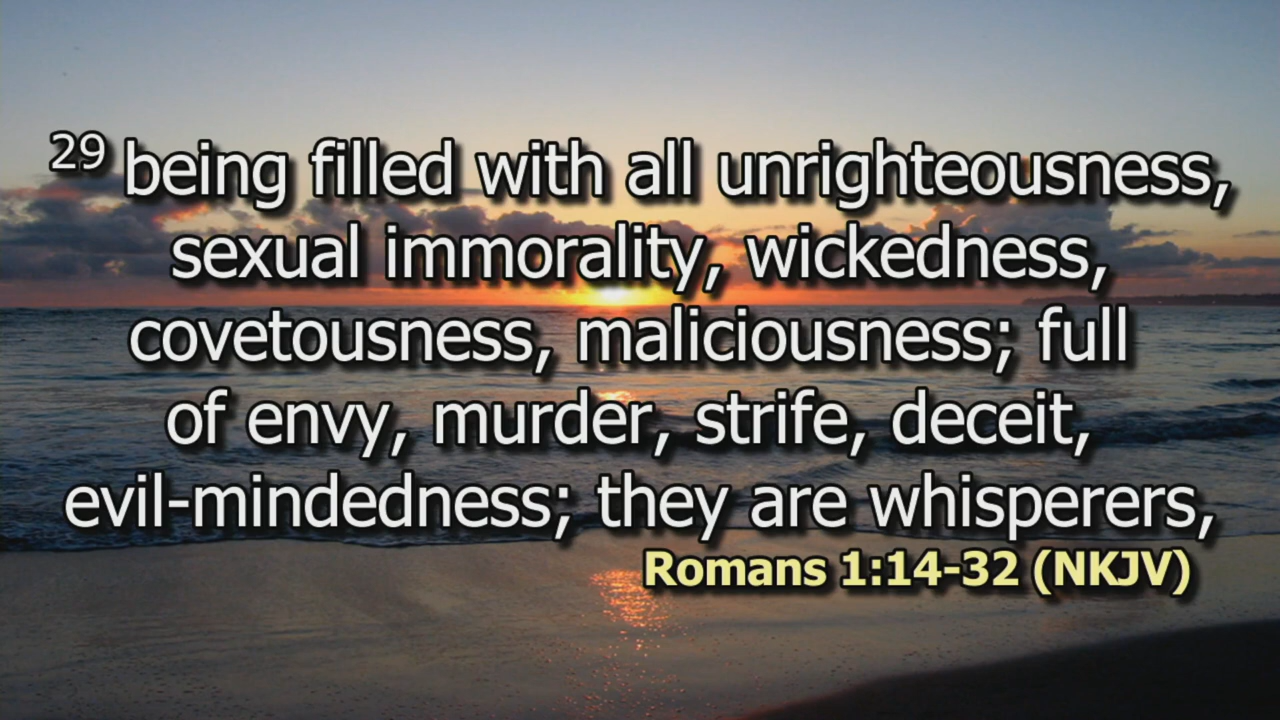 29 being filled with all unrighteousness,
sexual immorality, wickedness,
covetousness, maliciousness; full
of envy, murder, strife, deceit,
evil-mindedness; they are whisperers,
Romans 1:14-32 (NKJV)